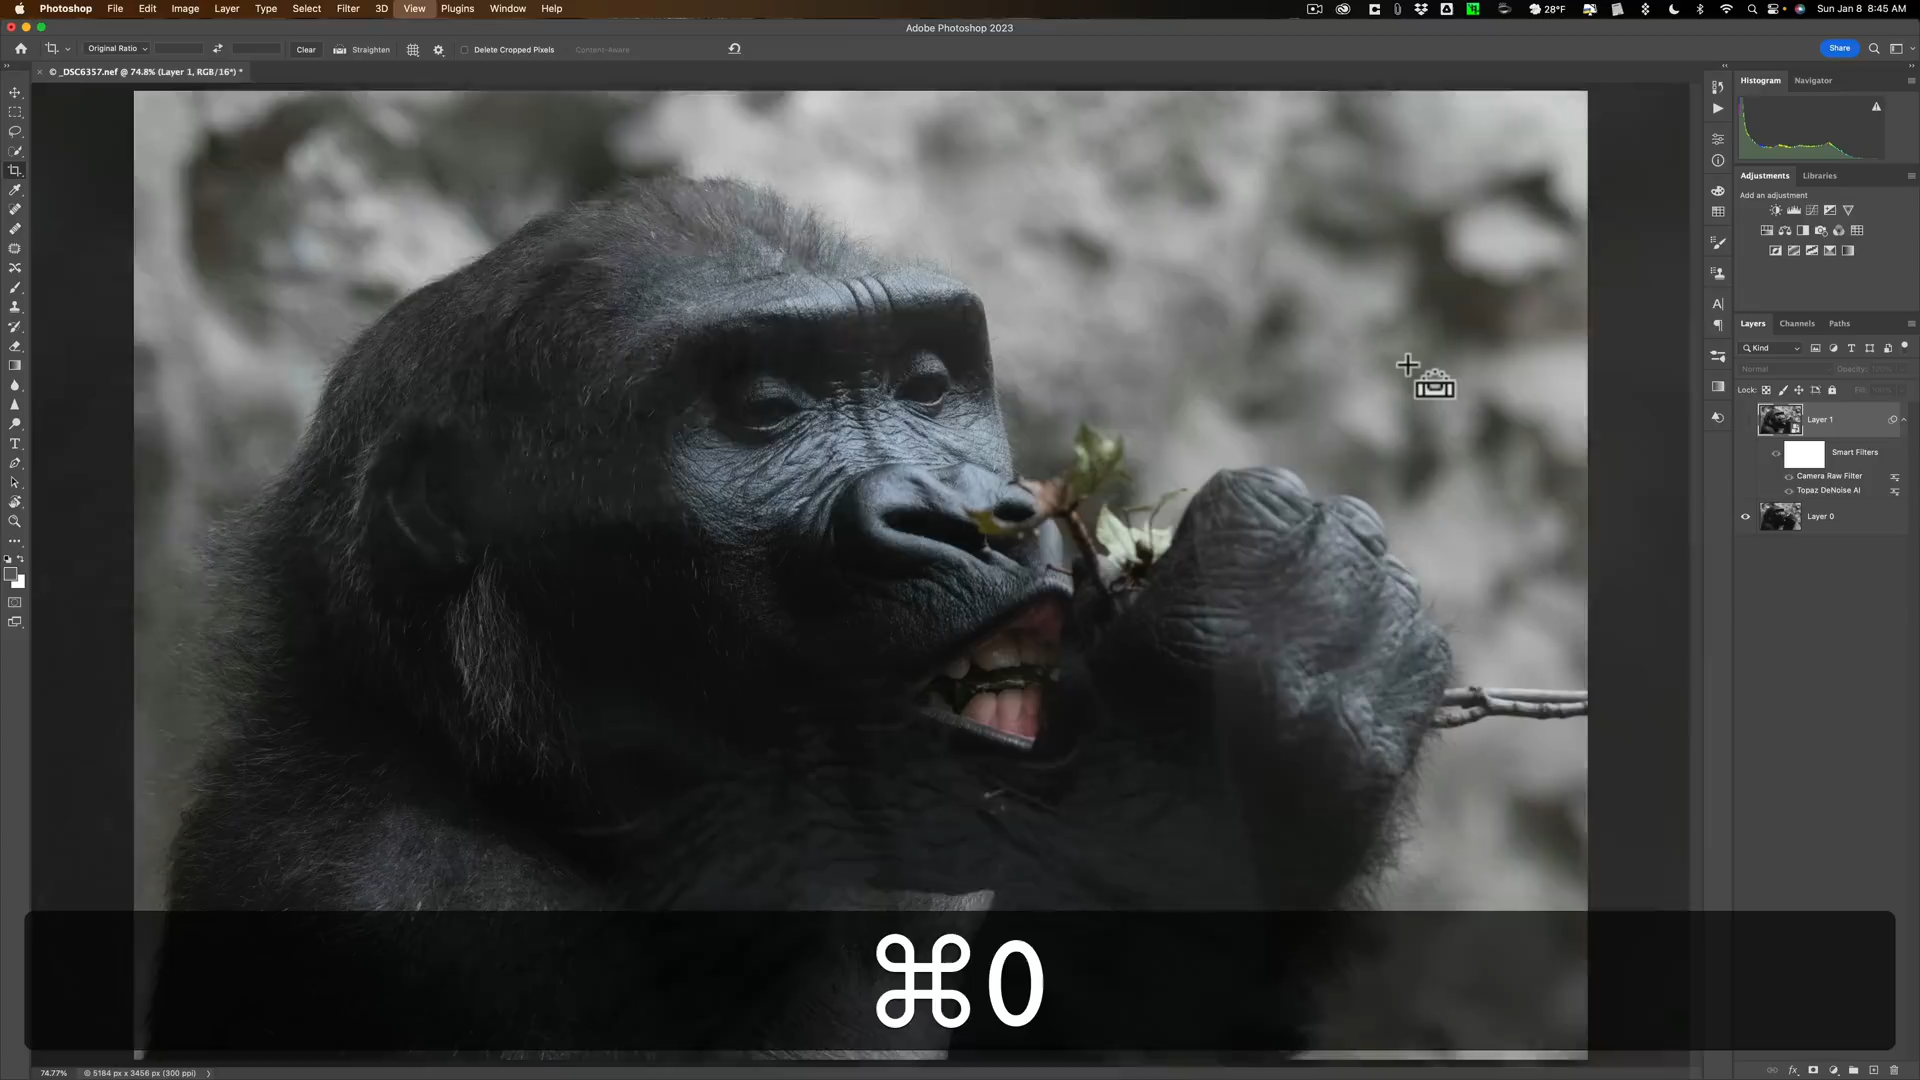 Photoshop File Edit Image Layer Type Select Filter 3D View Plugins Window Help 28°F Sun Jan 8 8:45 AM
Adobe Photoshop 2023
Original Ratio Clear Straighten Delete Cropped Pixels Content-Aware Share
© _DSC6357.nef @ 74.8% (Layer 1, RGB/16*) *
Histogram Navigator
Adjustments Libraries
Add an adjustment
Layers Channels Paths
Kind
Normal Opacity: 100%
Lock: Fill: 100%
Layer 1
Smart Filters
Camera Raw Filter
Topaz DeNoise AI
Layer 0
⌘0
74.77% © 5184 px x 3456 px (300 ppi)